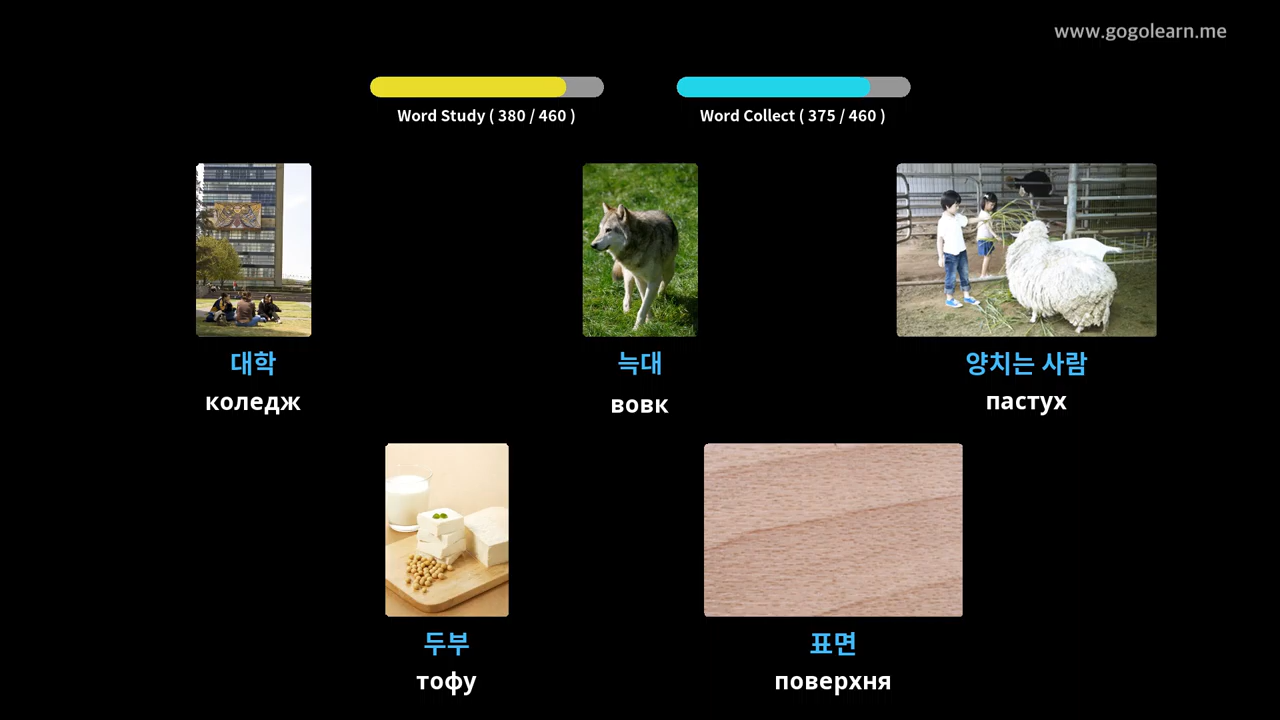 www.gogolearn.me
Word Study ( 380 / 460 )
Word Collect ( 375 / 460 )
대학
коледж
늑대
вовк
양치는 사람
пастух
두부
тофу
표면
поверхня